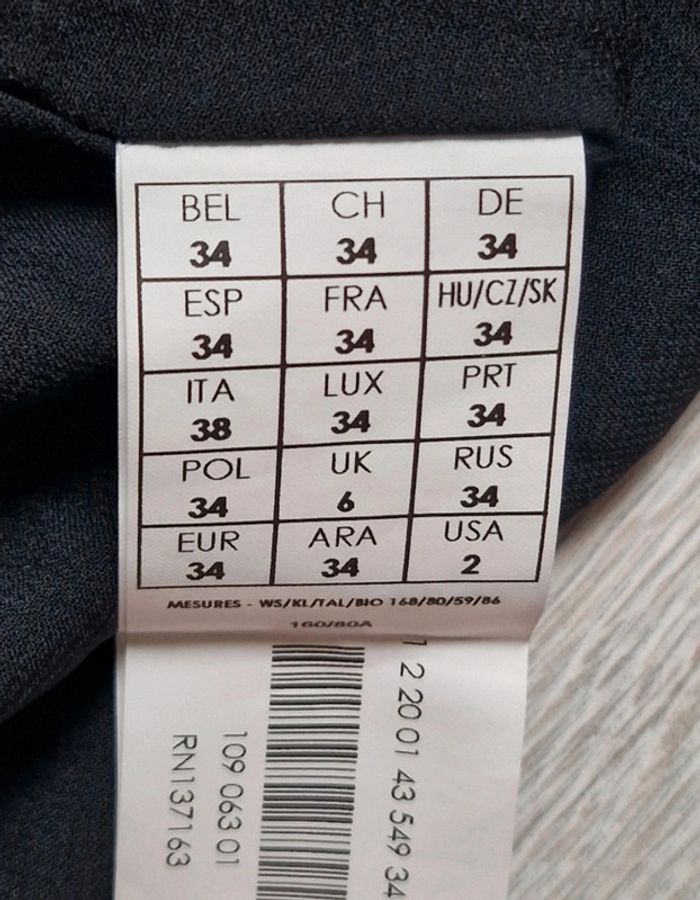 BEL CH DE
34 34 34
ESP FRA HU/CZ/SK
34 34 34
ITA LUX PRT
38 34 34
POL UK RUS
34 6 34
EUR ARA USA
34 34 2
MESURES - WS/KL/TAL/BIO 168/80/59/86
160/80A
2 20 01 43 549 34
109 063 01
RN137163